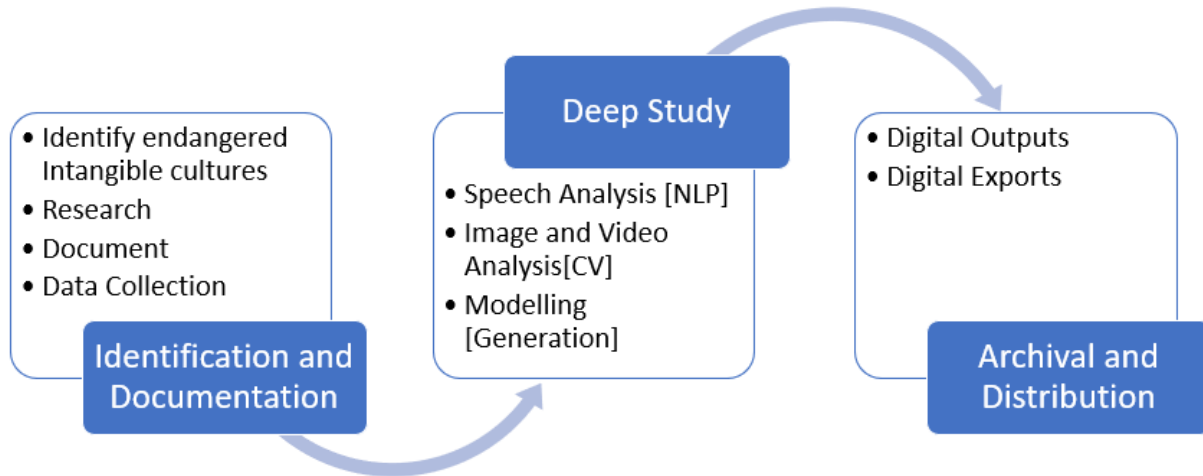 • Identify endangered
Intangible cultures
• Research
• Document
• Data Collection
Identification and
Documentation
Deep Study
• Speech Analysis [NLP]
• Image and Video
Analysis[CV]
• Modelling
[Generation]
• Digital Outputs
• Digital Exports
Archival and
Distribution